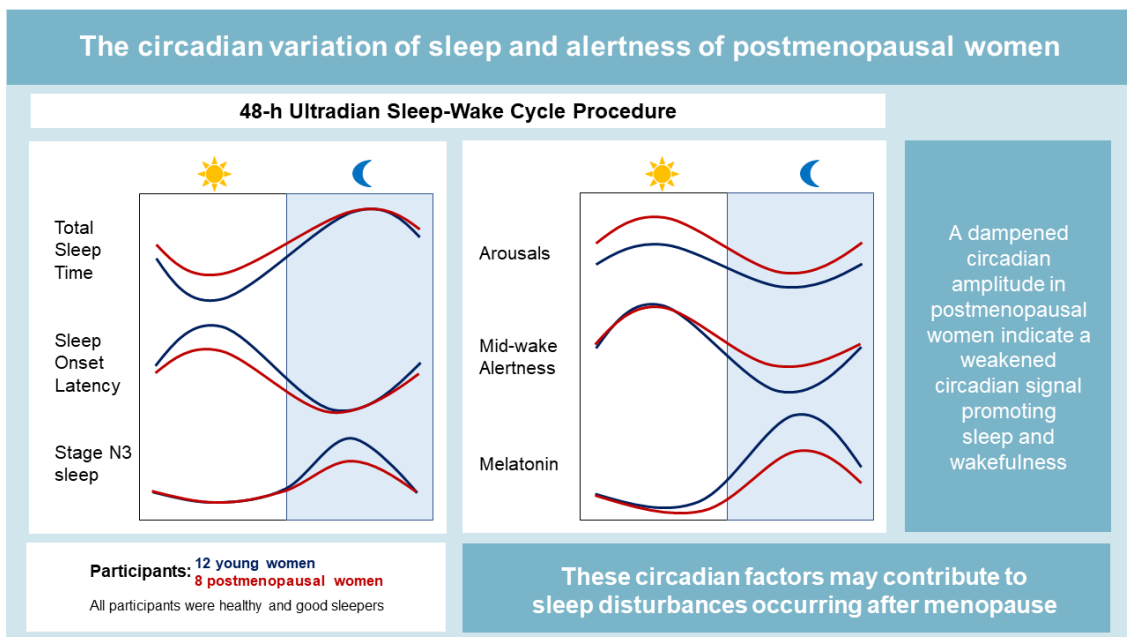 The circadian variation of sleep and alertness of postmenopausal women
48-h Ultradian Sleep-Wake Cycle Procedure
Total
Sleep
Time
Sleep
Onset
Latency
Stage N3
sleep
Arousals
Mid-wake
Alertness
Melatonin
A dampened
circadian
amplitude in
postmenopausal
women indicate a
weakened
circadian signal
promoting
sleep and
wakefulness
Participants: 12 young women
8 postmenopausal women
All participants were healthy and good sleepers
These circadian factors may contribute to
sleep disturbances occurring after menopause